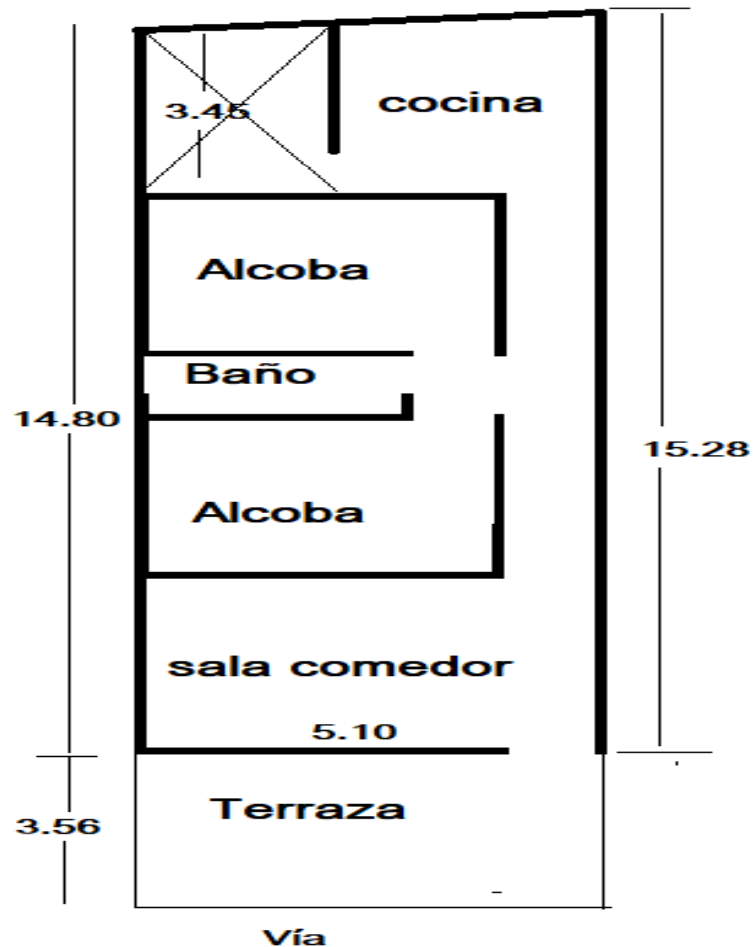 3.45
cocina
Alcoba
Baño
14.80
15.28
Alcoba
sala comedor
5.10
Terraza
3.56
Vía